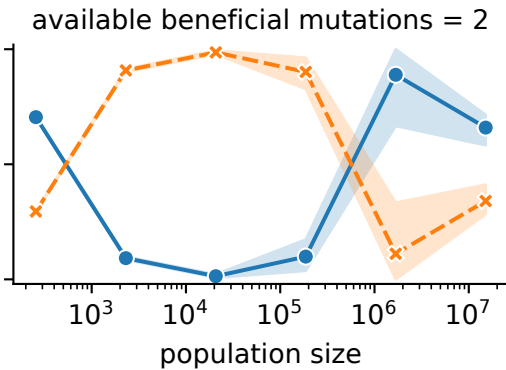 available beneficial mutations = 2
10³ 10⁴ 10⁵ 10⁶ 10⁷
population size